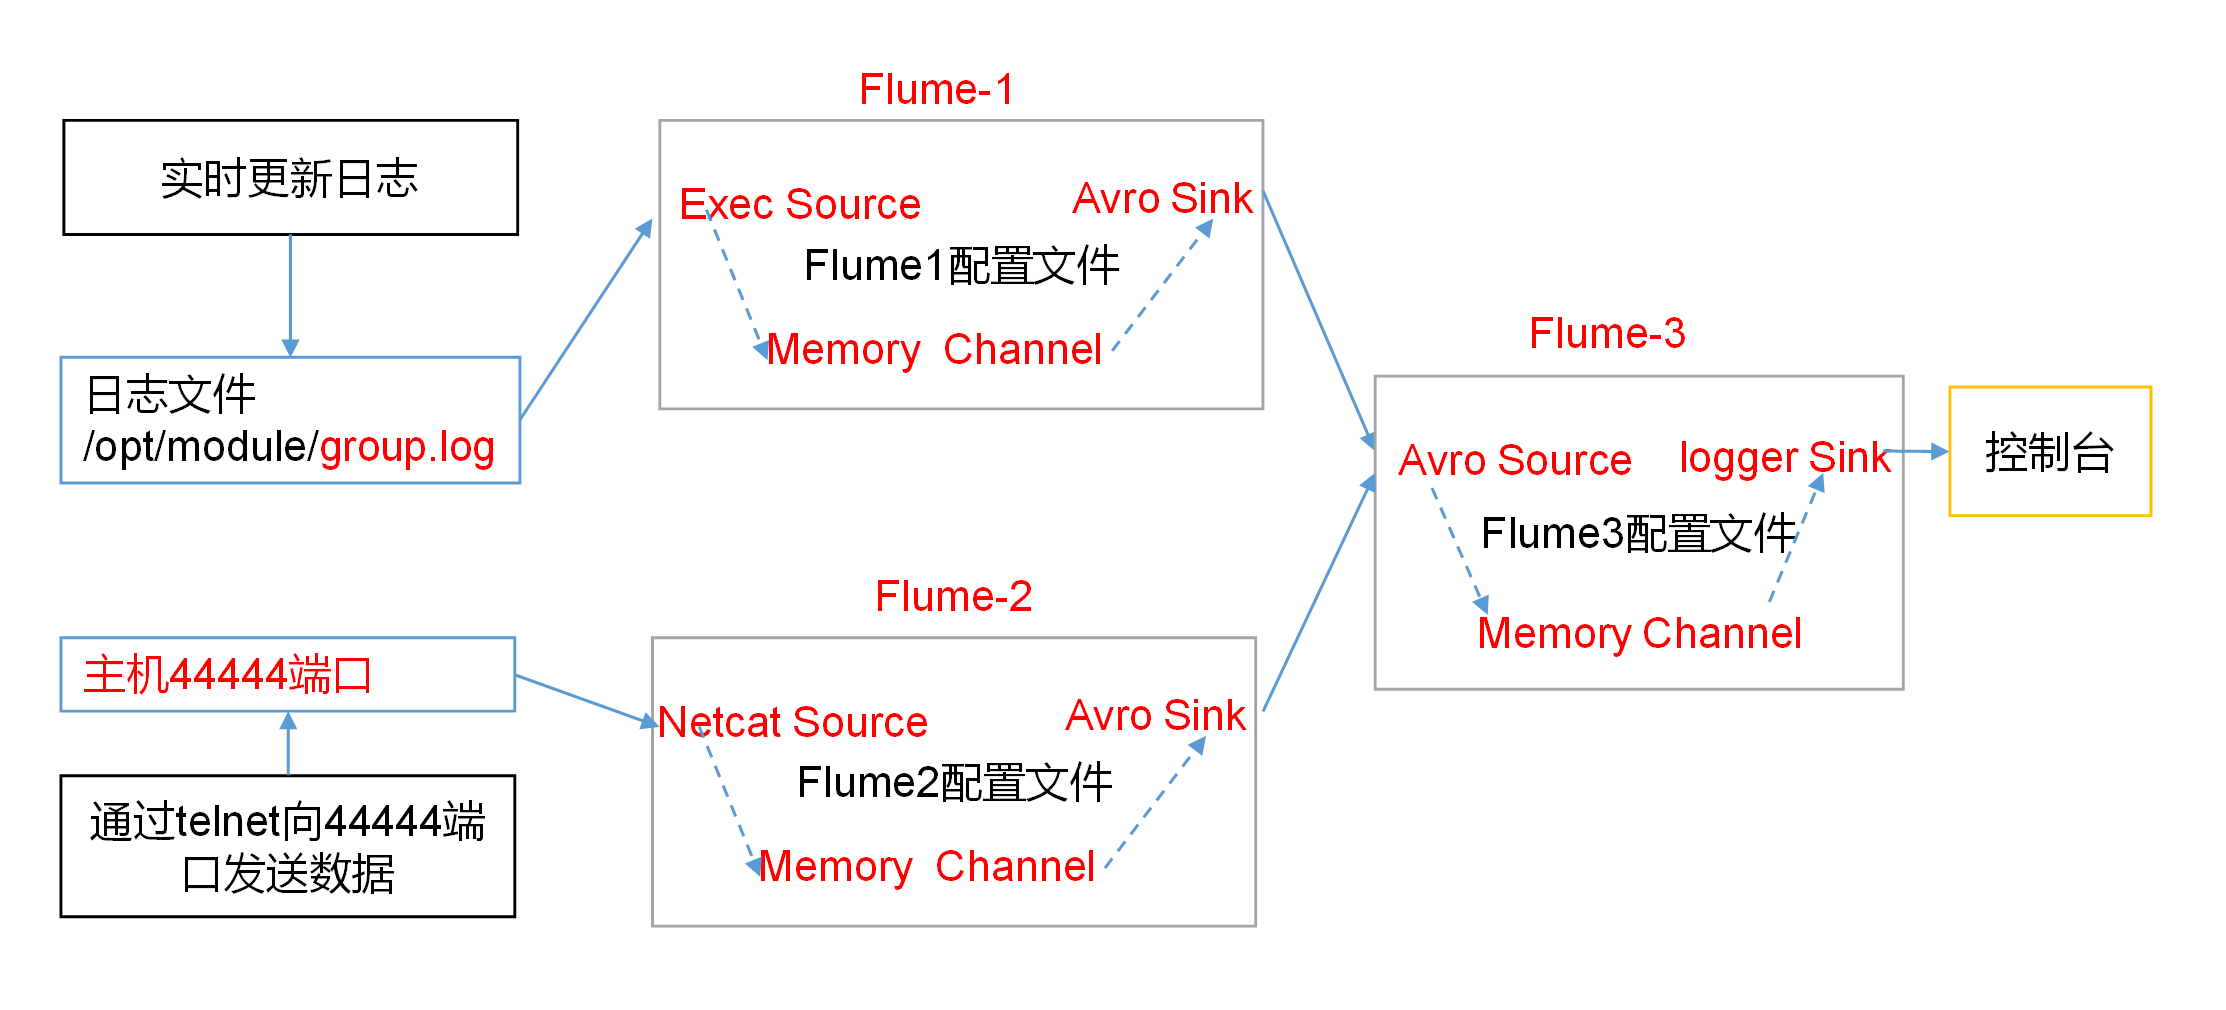 Flume-1
实时更新日志
Exec Source
Avro Sink
Flume1配置文件
Memory Channel
日志文件
/opt/module/group.log
Flume-3
Avro Source
logger Sink
控制台
Flume3配置文件
Memory Channel
Flume-2
主机44444端口
Netcat Source
Avro Sink
Flume2配置文件
Memory Channel
通过telnet向44444端
口发送数据